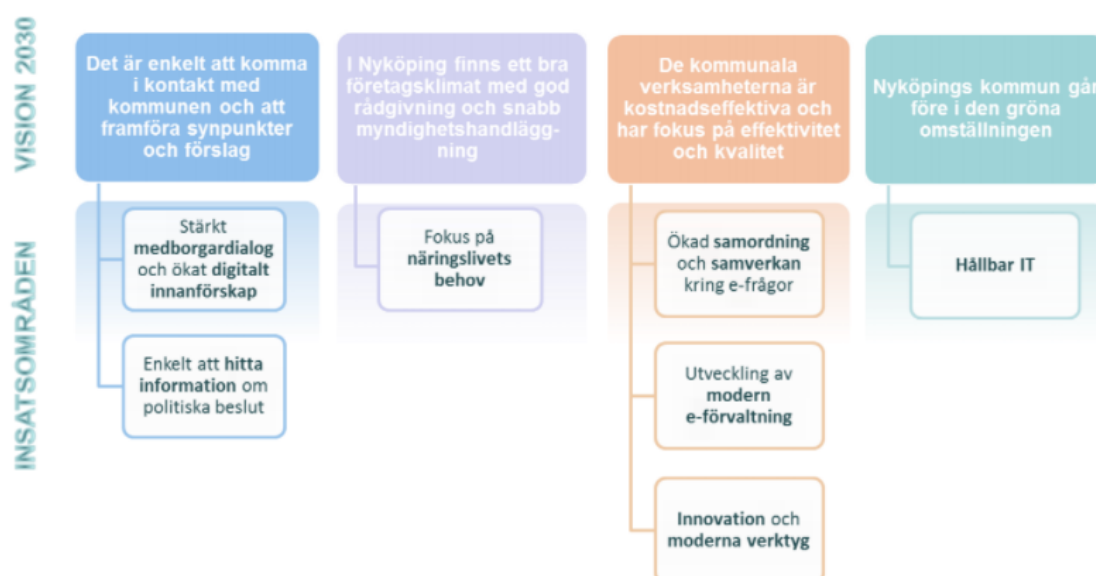 VISION 2030
Det är enkelt att komma
i kontakt med
kommunen och att
framföra synpunkter
och förslag
I Nyköping finns ett bra
företagsklimat med god
rådgivning och snabb
myndighetshandlägg-
ning
De kommunala
verksamheterna är
kostnadseffektiva och
har fokus på effektivitet
och kvalitet
Nyköpings kommun går
före i den gröna
omställningen
INSATSOMRÅDEN
Stärkt
medborgardialog
och ökat digitalt
innanförskap
Enkelt att hitta
information om
politiska beslut
Fokus på
näringslivets
behov
Ökad samordning
och samverkan
kring e-frågor
Utveckling av
modern
e-förvaltning
Innovation och
moderna verktyg
Hållbar IT